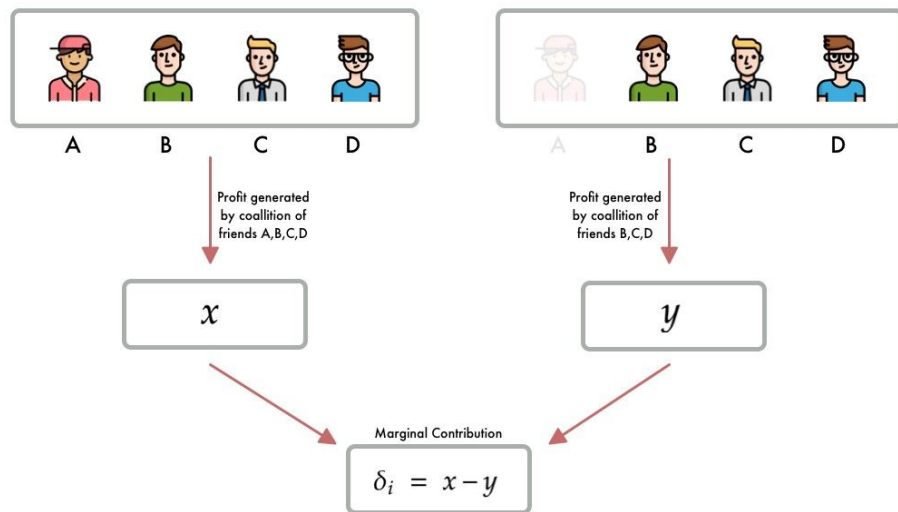 A B C D
A B C D
Profit generated
by coallition of
friends A,B,C,D
Profit generated
by coallition of
friends B,C,D
x
y
Marginal Contribution
δᵢ = x − y